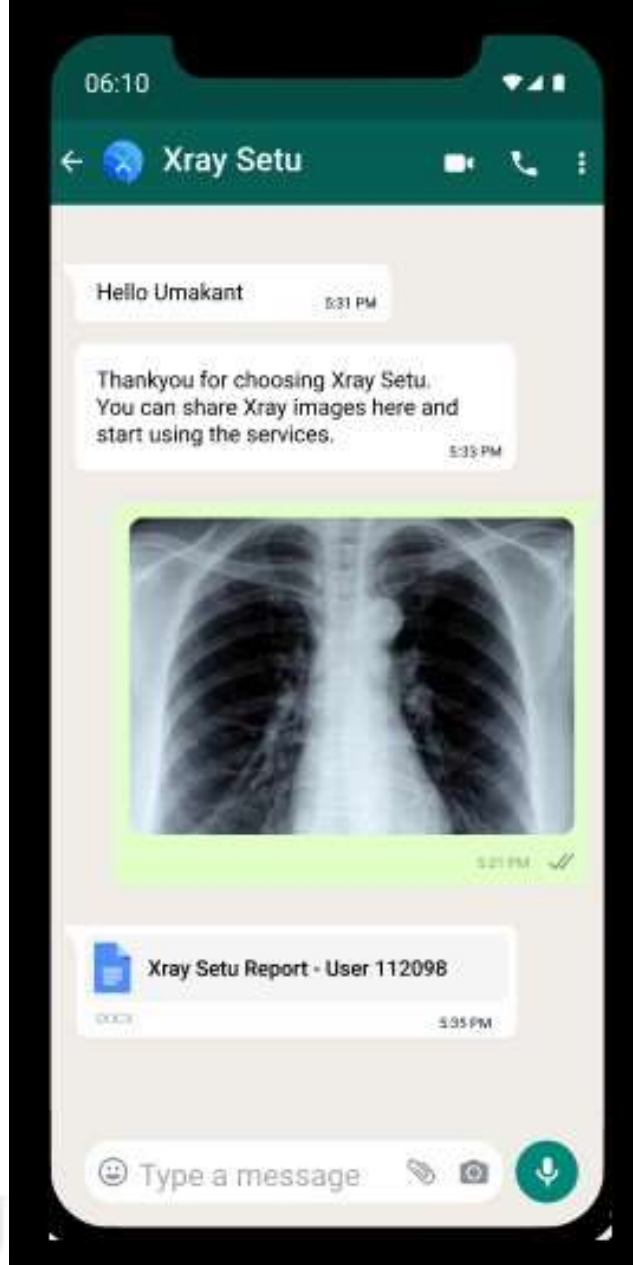 06:10
Xray Setu
Hello Umakant
5:31 PM
Thankyou for choosing Xray Setu.
You can share Xray images here and
start using the services.
5:33 PM
Xray Setu Report - User 112098
DOCX
5:35 PM
Type a message